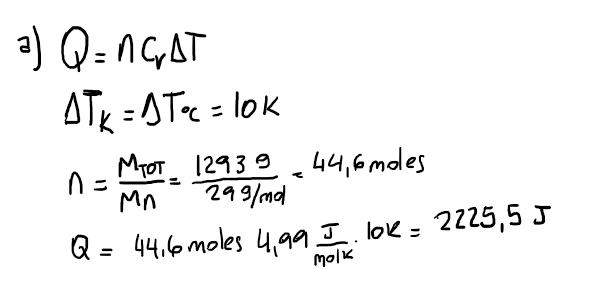 a) Q = n Cv ΔT
ΔTK = ΔT°C = 10K
n = MTOT/Mn = 1293 g/29 g/mol = 44,6 moles
Q = 44,6 moles 4,99 J/molK · 10K = 2225,5 J